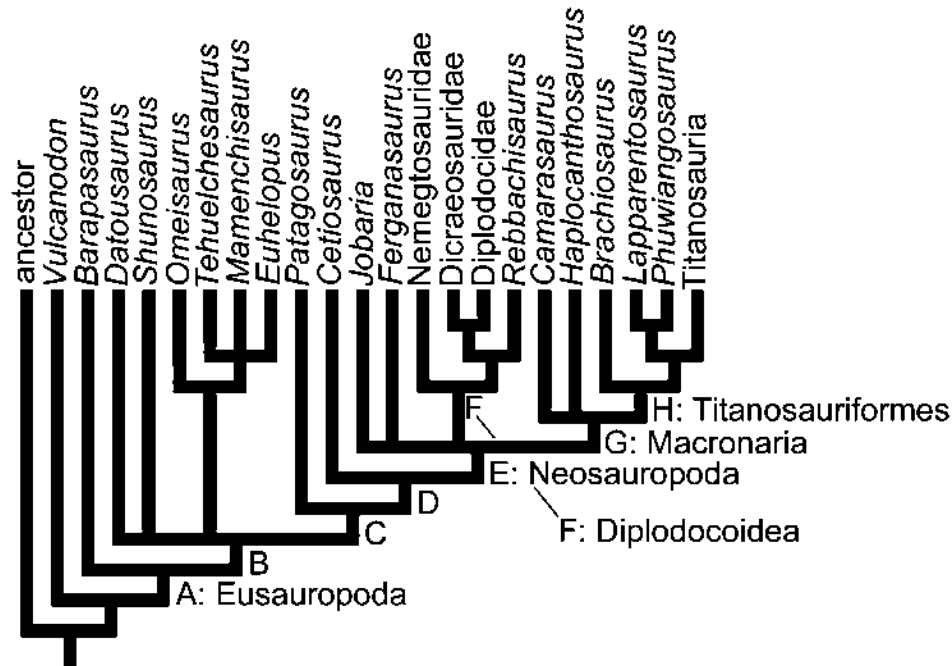 ancestor
Vulcanodon
Barapasaurus
Datousaurus
Shunosaurus
Omeisaurus
Tehuelchesaurus
Mamenchisaurus
Euhelopus
Patagosaurus
Cetiosaurus
Jobaria
Ferganasaurus
Nemegtosauridae
Dicraeosauridae
Diplodocidae
Rebbachisaurus
Camarasaurus
Haplocanthosaurus
Brachiosaurus
Lapparentosaurus
Phuwiangosaurus
Titanosauria
F
H: Titanosauriformes
G: Macronaria
E: Neosauropoda
D
C
F: Diplodocoidea
B
A: Eusauropoda